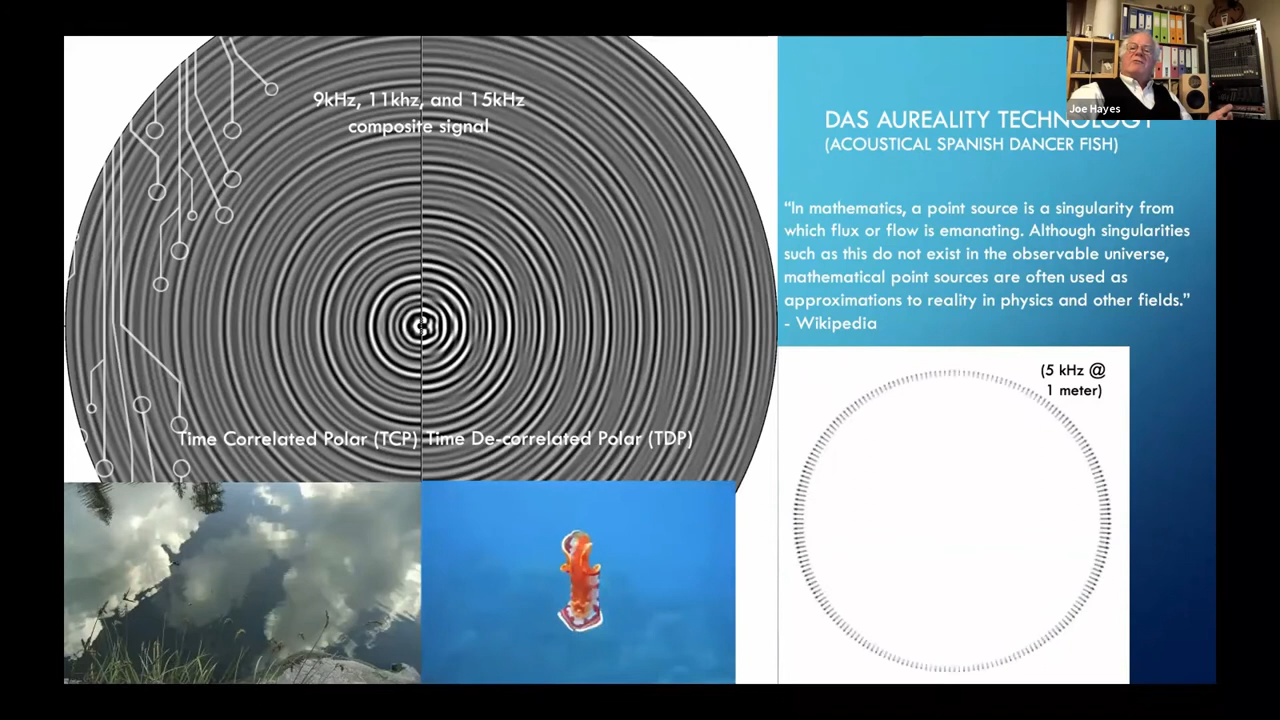 9kHz, 11khz, and 15kHz
composite signal
Time Correlated Polar (TCP)
Time De-correlated Polar (TDP)
Joe Hayes
DAS AUREALITY TECHNOLOGY
(ACOUSTICAL SPANISH DANCER FISH)
“In mathematics, a point source is a singularity from
which flux or flow is emanating. Although singularities
such as this do not exist in the observable universe,
mathematical point sources are often used as
approximations to reality in physics and other fields.”
- Wikipedia
(5 kHz @
1 meter)